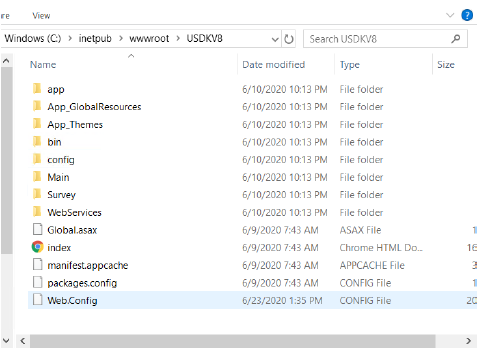 ıre View
Windows (C:) › inetpub › wwwroot › USDKV8 Search USDKV8
Name Date modified Type Size
app 6/10/2020 10:13 PM File folder
App_GlobalResources 6/10/2020 10:13 PM File folder
App_Themes 6/10/2020 10:13 PM File folder
bin 6/10/2020 10:13 PM File folder
config 6/10/2020 10:13 PM File folder
Main 6/10/2020 10:13 PM File folder
Survey 6/10/2020 10:13 PM File folder
WebServices 6/10/2020 10:13 PM File folder
Global.asax 6/9/2020 7:43 AM ASAX File 1
index 6/9/2020 7:43 AM Chrome HTML Do... 16
manifest.appcache 6/9/2020 7:43 AM APPCACHE File 3
packages.config 6/9/2020 7:43 AM CONFIG File 1
Web.Config 6/23/2020 1:35 PM CONFIG File 20